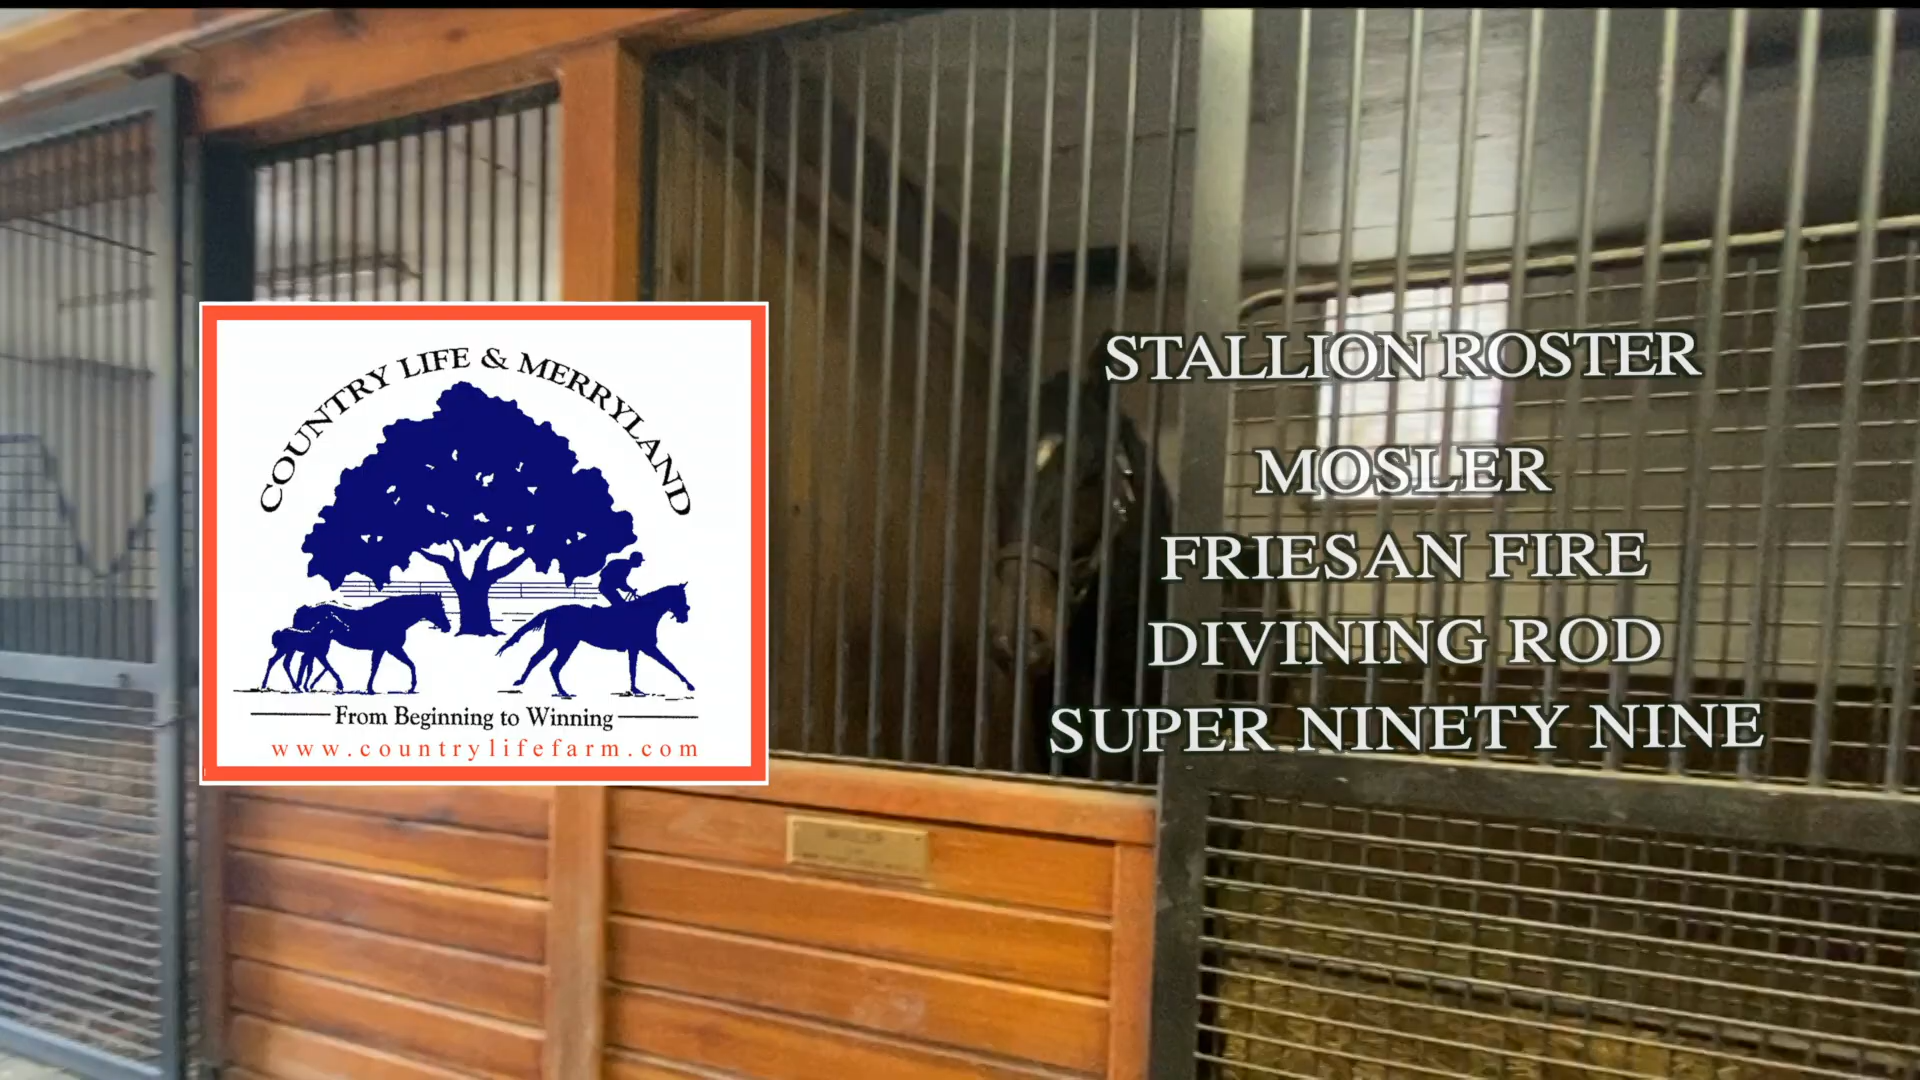 COUNTRY LIFE & MERRYLAND
From Beginning to Winning
www.countrylifefarm.com
STALLION ROSTER
MOSLER
FRIESAN FIRE
DIVINING ROD
SUPER NINETY NINE